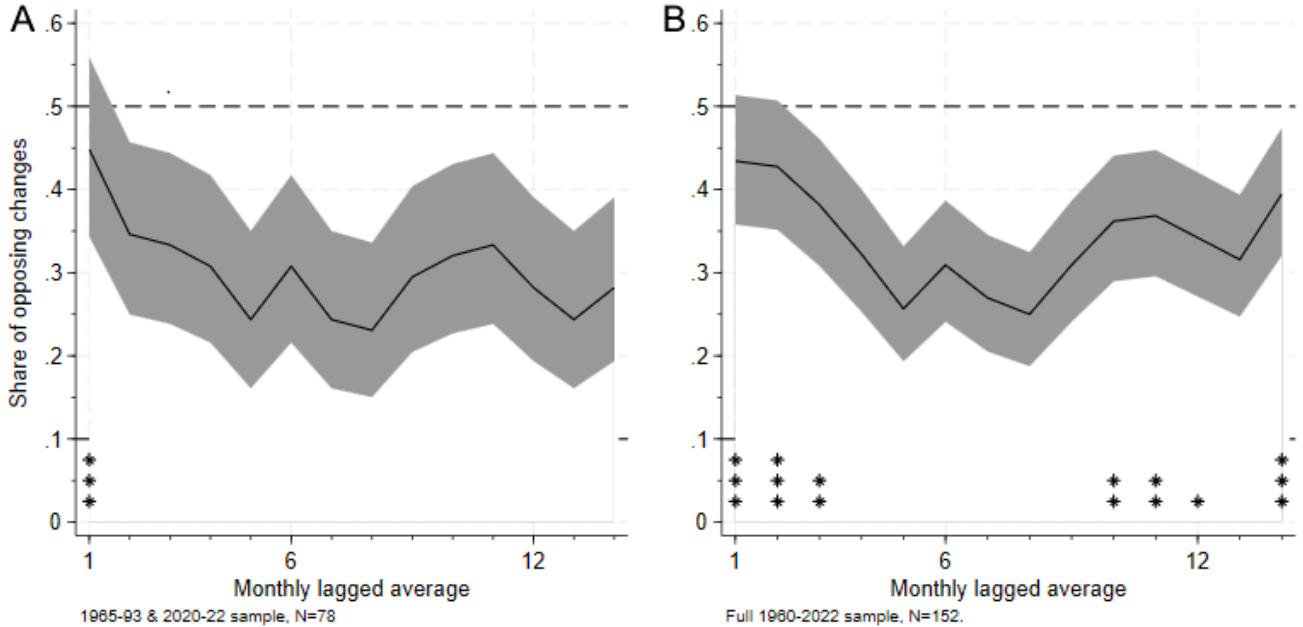 A
B
.6
.5
.4
.3
.2
.1
0
Share of opposing changes
1
6
12
Monthly lagged average
1965-93 & 2020-22 sample, N=78
.6
.5
.4
.3
.2
.1
0
1
6
12
Monthly lagged average
Full 1960-2022 sample, N=152.